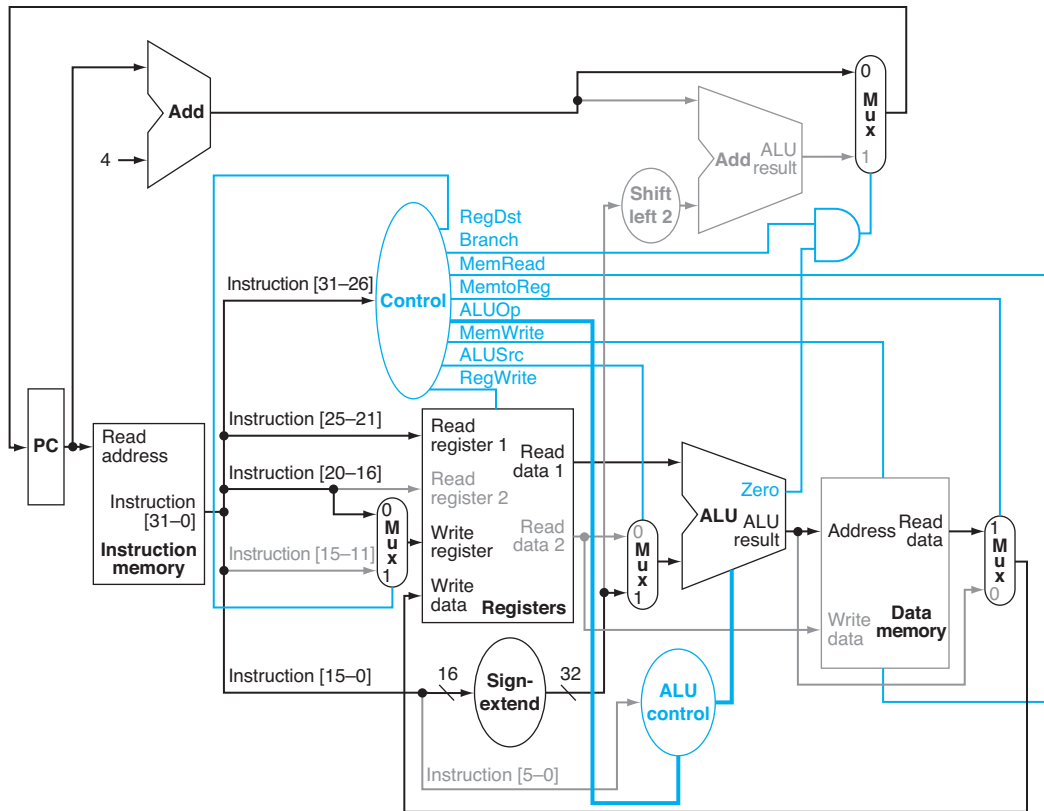 0
M
u
x
1
Add
4
Add
ALU
result
Shift
left 2
RegDst
Branch
MemRead
MemtoReg
ALUOp
MemWrite
ALUSrc
RegWrite
Control
Instruction [31–26]
PC
Read
address
Instruction
[31–0]
Instruction
memory
Instruction [25–21]
Instruction [20–16]
Instruction [15–11]
Instruction [15–0]
0
M
u
x
1
Read
register 1
Read
register 2
Write
register
Write
data
Read
data 1
Read
data 2
Registers
0
M
u
x
1
Zero
ALU
ALU
result
Address
Read
data
Write
data
Data
memory
1
M
u
x
0
16
Sign-
extend
32
ALU
control
Instruction [5–0]